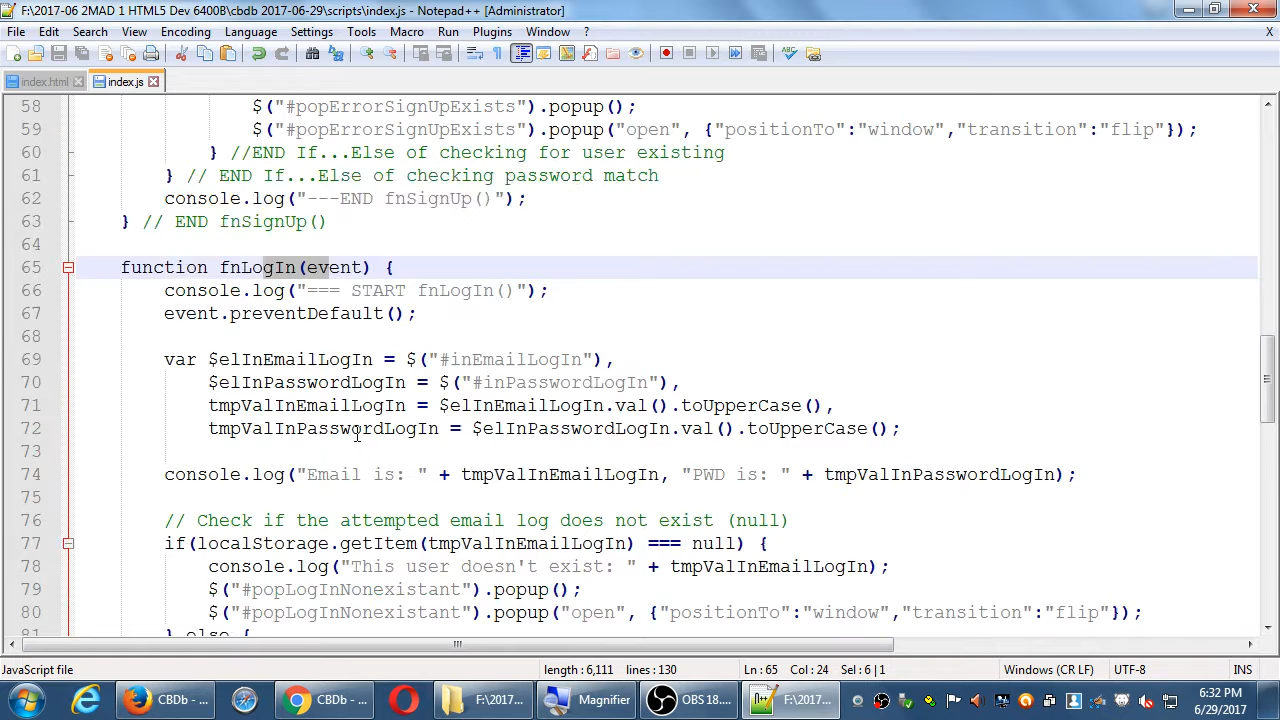 F:\2017-06 2MAD 1 HTML5 Dev 6400B\cbdb 2017-06-29\scripts\index.js - Notepad++ [Administrator]
File Edit Search View Encoding Language Settings Tools Macro Run Plugins Window ? X
index.html index.js
58 $("#popErrorSignUpExists").popup();
59 $("#popErrorSignUpExists").popup("open", {"positionTo":"window","transition":"flip"});
60 } //END If...Else of checking for user existing
61 } // END If...Else of checking password match
62 console.log("---END fnSignUp()");
63 } // END fnSignUp()
64
65 function fnLogIn(event) {
66 console.log("=== START fnLogIn()");
67 event.preventDefault();
68
69 var $elInEmailLogIn = $("#inEmailLogIn"),
70 $elInPasswordLogIn = $("#inPasswordLogIn"),
71 tmpValInEmailLogIn = $elInEmailLogIn.val().toUpperCase(),
72 tmpValInPasswordLogIn = $elInPasswordLogIn.val().toUpperCase();
73
74 console.log("Email is: " + tmpValInEmailLogIn, "PWD is: " + tmpValInPasswordLogIn);
75
76 // Check if the attempted email log does not exist (null)
77 if(localStorage.getItem(tmpValInEmailLogIn) === null) {
78 console.log("This user doesn't exist: " + tmpValInEmailLogIn);
79 $("#popLogInNonexistant").popup();
80 $("#popLogInNonexistant").popup("open", {"positionTo":"window","transition":"flip"});
81 } else {
JavaScript file length : 6,111 lines : 130 Ln : 65 Col : 24 Sel : 6 | 1 Windows (CR LF) UTF-8 INS
CBDb - ... CBDb - ... F:\2017... Magnifier OBS 18.... F:\2017... 6:32 PM
6/29/2017